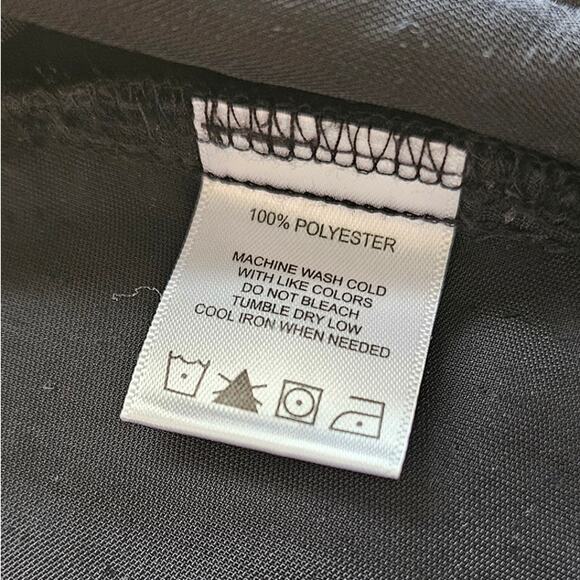 100% POLYESTER
MACHINE WASH COLD
WITH LIKE COLORS
DO NOT BLEACH
TUMBLE DRY LOW
COOL IRON WHEN NEEDED